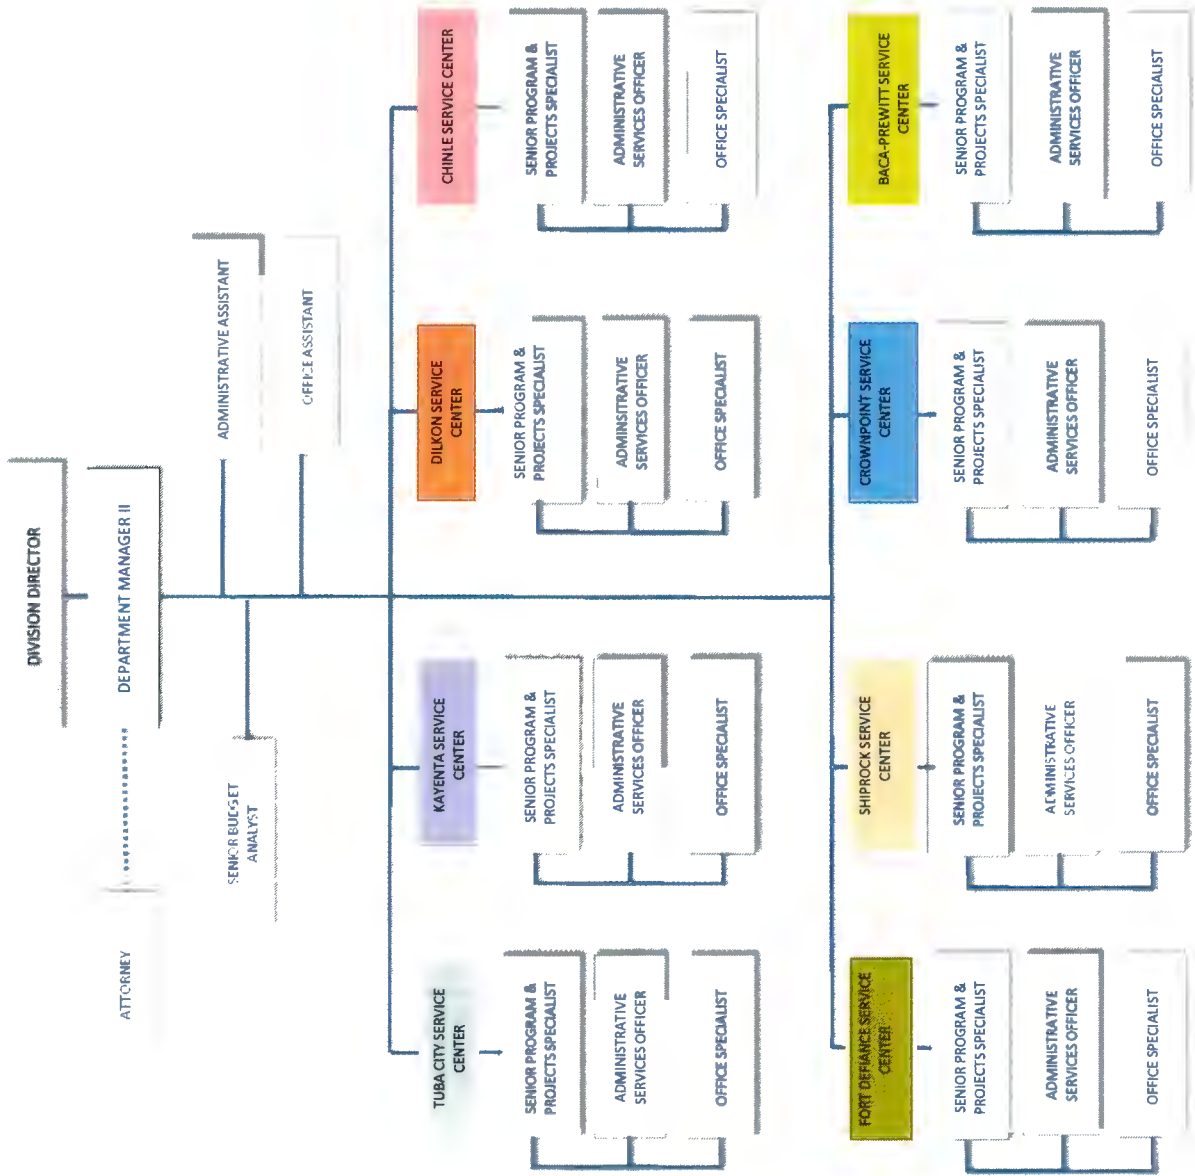 DIVISION DIRECTOR
ATTORNEY
DEPARTMENT MANAGER II
ADMINISTRATIVE ASSISTANT
SENIOR BUDGET
ANALYST
OFFICE ASSISTANT
TUBA CITY SERVICE
CENTER
SENIOR PROGRAM &
PROJECTS SPECIALIST
ADMINISTRATIVE
SERVICES OFFICER
OFFICE SPECIALIST
KAYENTA SERVICE
CENTER
SENIOR PROGRAM &
PROJECTS SPECIALIST
ADMINISTRATIVE
SERVICES OFFICER
OFFICE SPECIALIST
DILKON SERVICE
CENTER
SENIOR PROGRAM &
PROJECTS SPECIALIST
ADMINSITRATIVE
SERVICES OFFICER
OFFICE SPECIALIST
CHINLE SERVICE CENTER
SENIOR PROGRAM &
PROJECTS SPECIALIST
ADMINISTRATIVE
SERVICES OFFICER
OFFICE SPECIALIST
FORT DEFIANCE SERVICE
CENTER
SENIOR PROGRAM &
PROJECTS SPECIALIST
ADMINISTRATIVE
SERVICES OFFICER
OFFICE SPECIALIST
SHIPROCK SERVICE
CENTER
SENIOR PROGRAM &
PROJECTS SPECIALIST
ADMINISTRATIVE
SERVICES OFFICER
OFFICE SPECIALIST
CROWNPOINT SERVICE
CENTER
SENIOR PROGRAM &
PROJECTS SPECIALIST
ADMINISTRATIVE
SERVICES OFFICER
OFFICE SPECIALIST
BACA-PREWITT SERVICE
CENTER
SENIOR PROGRAM &
PROJECTS SPECIALIST
ADMINISTRATIVE
SERVICES OFFICER
OFFICE SPECIALIST